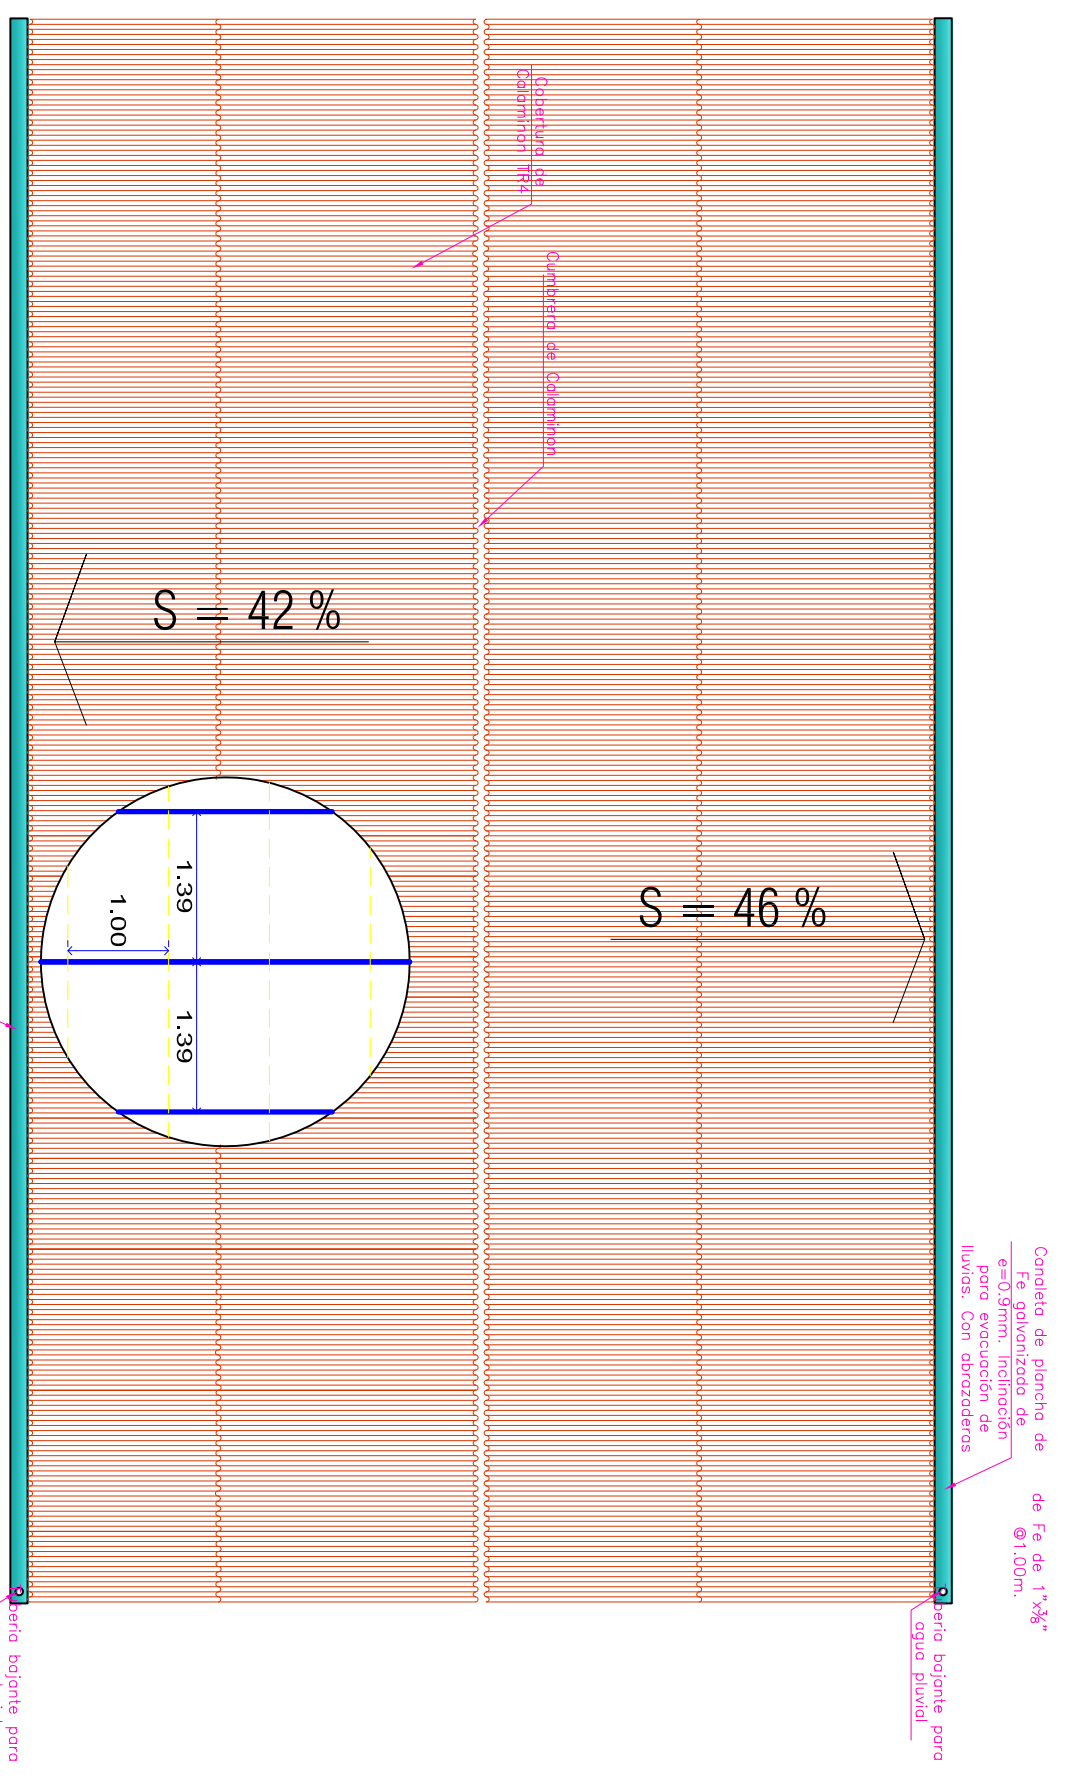 Cobertura de
Calaminon TR4
Cumbrera de Calaminon
S = 42 %
S = 46 %
1.39
1.00
1.39
Canaleta de plancha de
Fe galvanizada de
e=0.9mm. Inclinación
para evacuación de
lluvias. Con abrazaderas
de Fe de 1"x3/8"
@1.00m.
bería bajante para
agua pluvial
bería bajante para